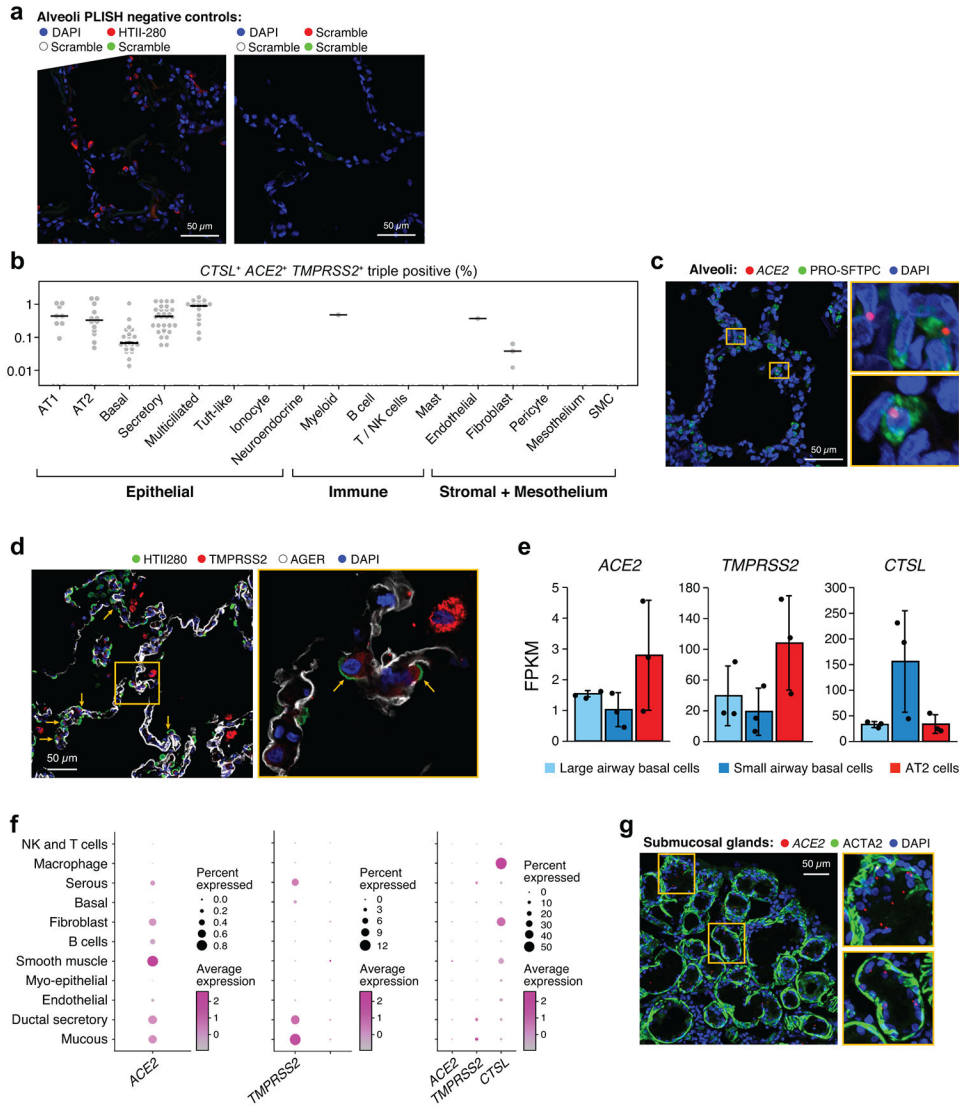 a
Alveoli PLISH negative controls:
DAPI HTII-280
Scramble Scramble
DAPI Scramble
Scramble Scramble
50 µm
50 µm
b
CTSL⁺ ACE2⁺ TMPRSS2⁺ triple positive (%)
1
0.1
0.01
AT1
AT2
Basal
Secretory
Multiciliated
Tuft-like
Ionocyte
Neuroendocrine
Myeloid
B cell
T / NK cells
Mast
Endothelial
Fibroblast
Pericyte
Mesothelium
SMC
Epithelial
Immune
Stromal + Mesothelium
c
Alveoli: ACE2 PRO-SFTPC DAPI
50 µm
d
HTII280 TMPRSS2 AGER DAPI
50 µm
e
ACE2
TMPRSS2
CTSL
FPKM
5
4
3
2
1
0
140
112
84
56
28
0
300
250
200
150
100
50
0
Large airway basal cells
Small airway basal cells
AT2 cells
f
NK and T cells
Macrophage
Serous
Basal
Fibroblast
B cells
Smooth muscle
Myo-epithelial
Endothelial
Ductal secretory
Mucous
ACE2
Percent
expressed
0.0
0.2
0.4
0.6
0.8
Average
expression
2
1
0
TMPRSS2
Percent
expressed
0
3
6
9
12
Average
expression
2
1
0
ACE2
TMPRSS2
CTSL
Percent
expressed
0
10
20
30
40
50
Average
expression
2
1
0
g
Submucosal glands: ACE2 ACTA2 DAPI
50 µm